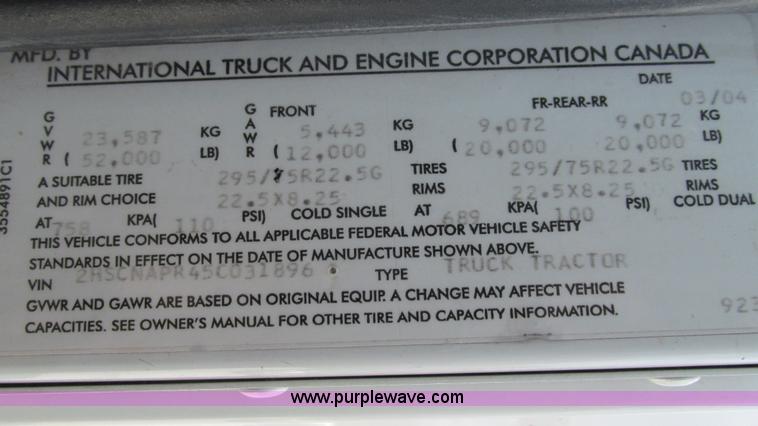 MFD. BY
INTERNATIONAL TRUCK AND ENGINE CORPORATION CANADA
DATE
03/04
GVWR 23,587 KG GAWR FRONT 5,443 KG FR-REAR-RR 9,072 9,072 KG
( 52,000 LB) ( 12,000 LB) ( 20,000 20,000 LB)
A SUITABLE TIRE 295/75R22.5G TIRES 295/75R22.5G TIRES
AND RIM CHOICE 22.5X8.25 RIMS 22.5X8.25 RIMS
AT 758 KPA( 110 PSI) COLD SINGLE AT 689 KPA( 100 PSI) COLD DUAL
THIS VEHICLE CONFORMS TO ALL APPLICABLE FEDERAL MOTOR VEHICLE SAFETY
STANDARDS IN EFFECT ON THE DATE OF MANUFACTURE SHOWN ABOVE.
VIN 2HSCNAPR45C031896 TYPE TRUCK TRACTOR
GVWR AND GAWR ARE BASED ON ORIGINAL EQUIP. A CHANGE MAY AFFECT VEHICLE
CAPACITIES. SEE OWNER'S MANUAL FOR OTHER TIRE AND CAPACITY INFORMATION.
923
3554891C1
www.purplewave.com